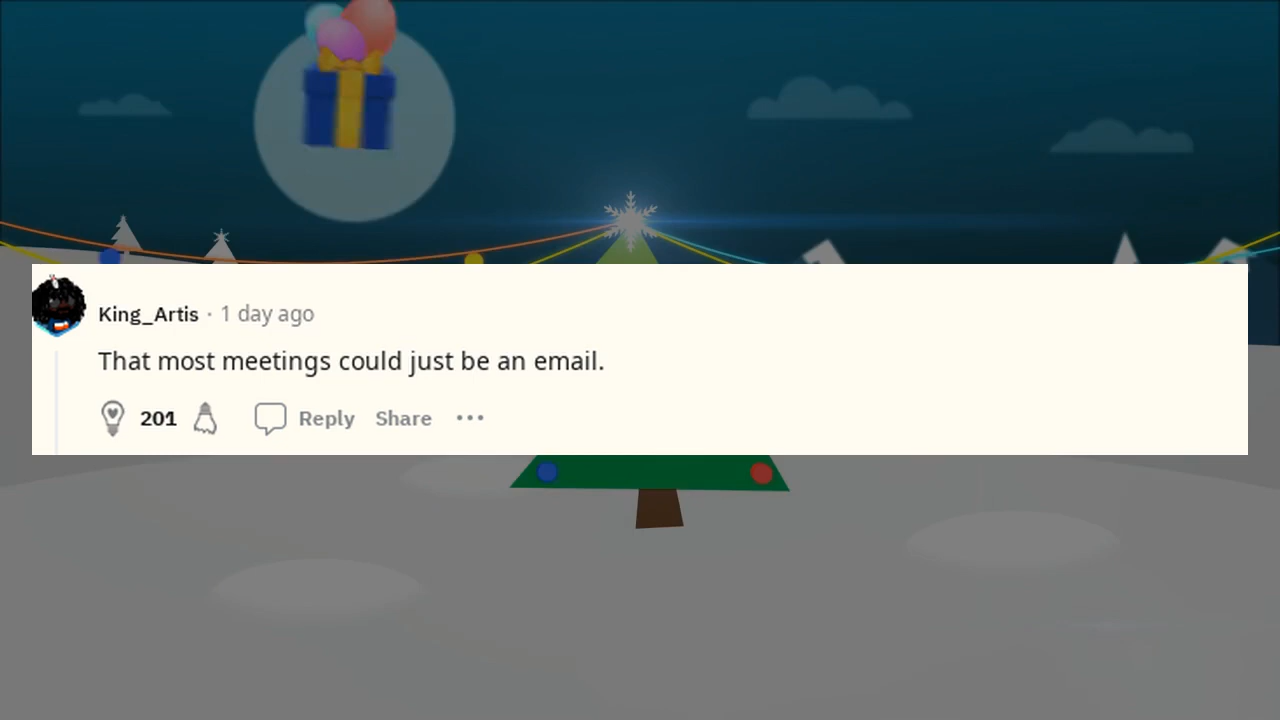 King_Artis · 1 day ago
That most meetings could just be an email.
201 Reply Share ...